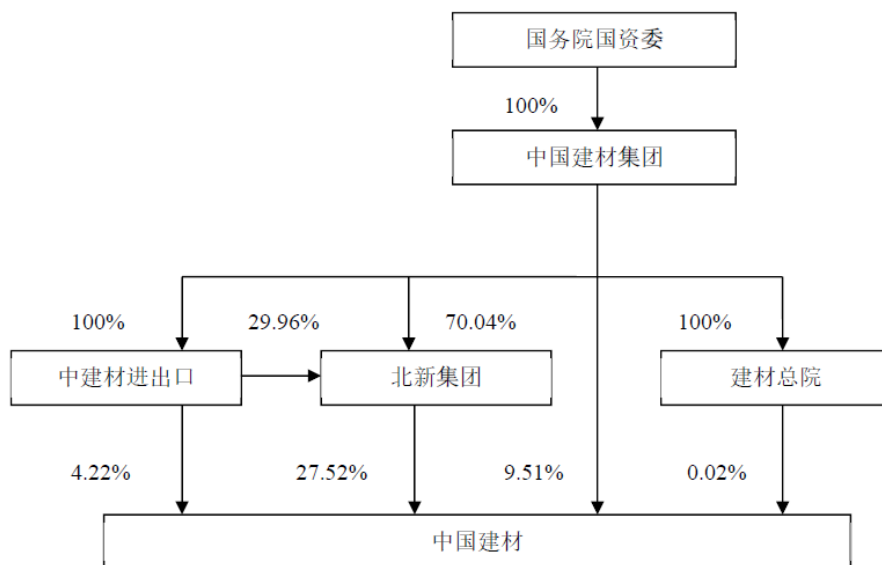 国务院国资委
100%
中国建材集团
100%
29.96%
70.04%
100%
中建材进出口
北新集团
建材总院
4.22%
27.52%
9.51%
0.02%
中国建材